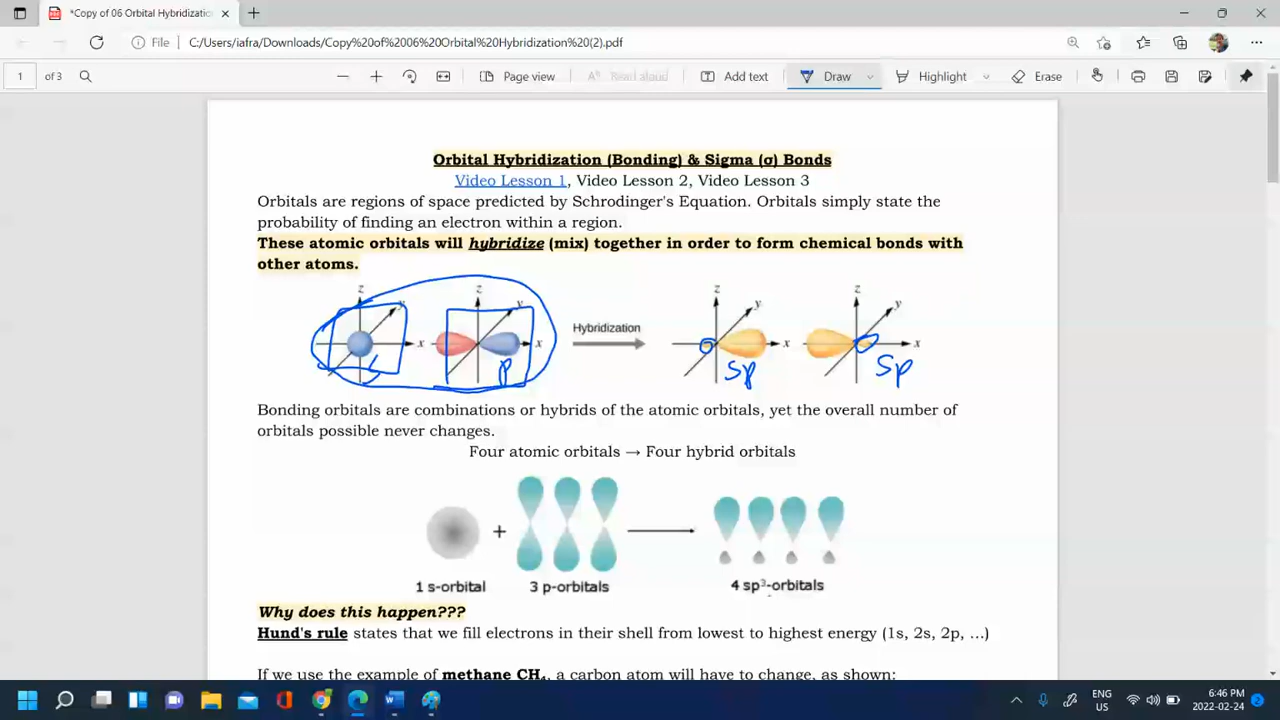 *Copy of 06 Orbital Hybridizatio
File
C:/Users/iafra/Downloads/Copy%20of%2006%20Orbital%20Hybridization%20(2).pdf
1 of 3
Page view
Read aloud
Add text
Draw
Highlight
Erase
Orbital Hybridization (Bonding) & Sigma (σ) Bonds
Video Lesson 1, Video Lesson 2, Video Lesson 3
Orbitals are regions of space predicted by Schrodinger's Equation. Orbitals simply state the
probability of finding an electron within a region.
These atomic orbitals will hybridize (mix) together in order to form chemical bonds with
other atoms.
z z z z
y y y y
Hybridization
x x x x
p sp sp
Bonding orbitals are combinations or hybrids of the atomic orbitals, yet the overall number of
orbitals possible never changes.
Four atomic orbitals → Four hybrid orbitals
+
1 s-orbital 3 p-orbitals 4 sp³-orbitals
Why does this happen???
Hund's rule states that we fill electrons in their shell from lowest to highest energy (1s, 2s, 2p, …)
If we use the example of methane CH₄, a carbon atom will have to change, as shown:
ENG
US
6:46 PM
2022-02-24